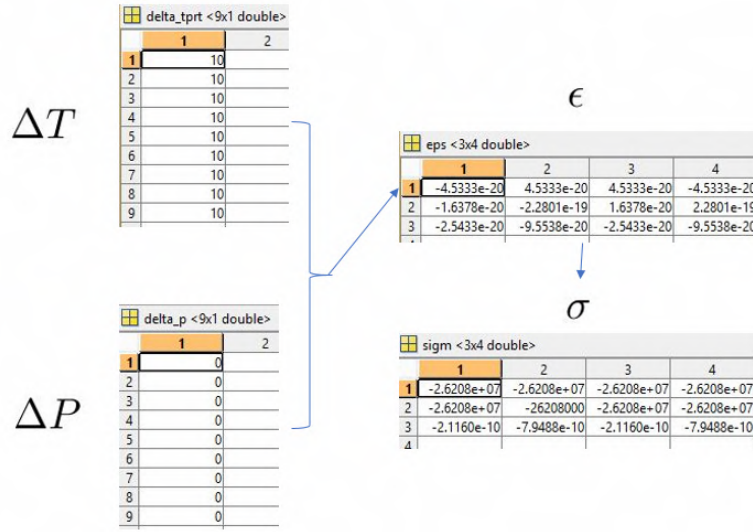 delta_tprt <9x1 double>
1 2
1 10
2 10
3 10
4 10
5 10
6 10
7 10
8 10
9 10
ΔT
ϵ
eps <3x4 double>
1 2 3 4
1 -4.5333e-20 4.5333e-20 4.5333e-20 -4.5333e-20
2 -1.6378e-20 -2.2801e-19 1.6378e-20 2.2801e-19
3 -2.5433e-20 -9.5538e-20 -2.5433e-20 -9.5538e-20
σ
delta_p <9x1 double>
1 2
1 0
2 0
3 0
4 0
5 0
6 0
7 0
8 0
9 0
ΔP
sigm <3x4 double>
1 2 3 4
1 -2.6208e+07 -2.6208e+07 -2.6208e+07 -2.6208e+07
2 -2.6208e+07 -26208000 -2.6208e+07 -2.6208e+07
3 -2.1160e-10 -7.9488e-10 -2.1160e-10 -7.9488e-10
4